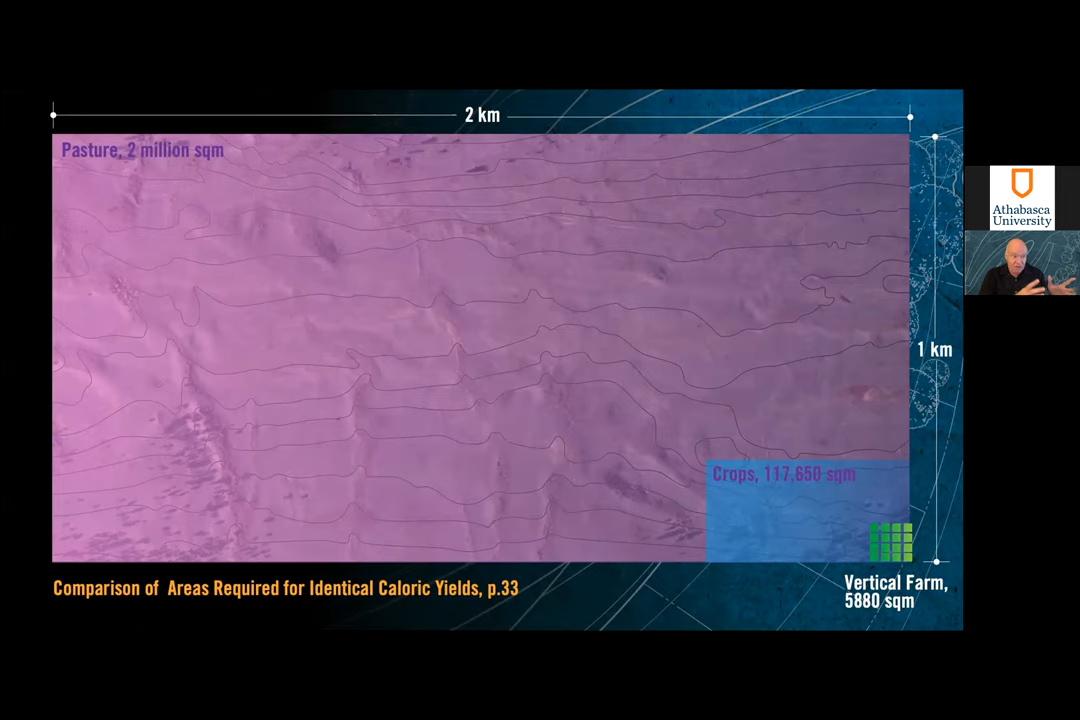 2 km
Pasture, 2 million sqm
Athabasca
University
1 km
Crops, 117.650 sqm
Vertical Farm,
5880 sqm
Comparison of Areas Required for Identical Caloric Yields, p.33